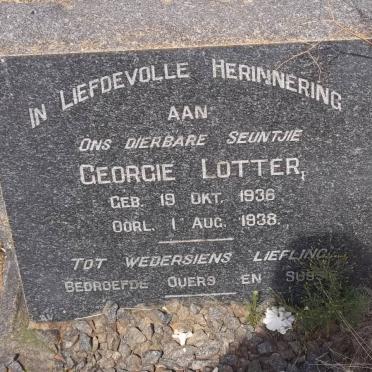 IN LIEFDEVOLLE HERINNERING
AAN
ONS DIERBARE SEUNTJIE
GEORGIE LOTTER,
GEB. 19 OKT. 1936
OORL. 1 AUG. 1938.
TOT WEDERSIENS LIEFLING
BEDROEFDE OUERS EN